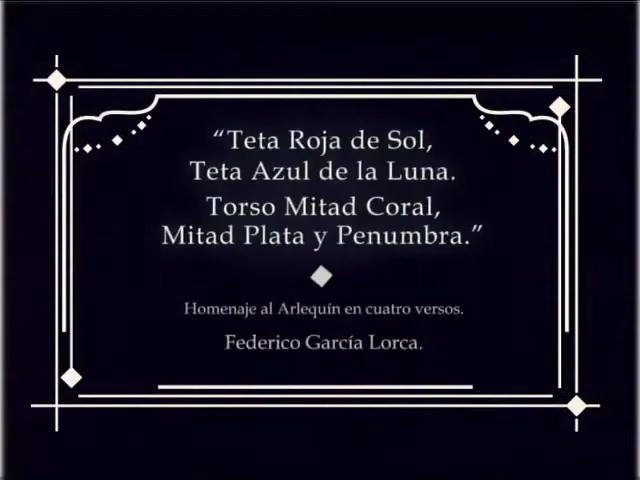 “Teta Roja de Sol,
Teta Azul de la Luna.
Torso Mitad Coral,
Mitad Plata y Penumbra.”
Homenaje al Arlequín en cuatro versos.
Federico García Lorca.